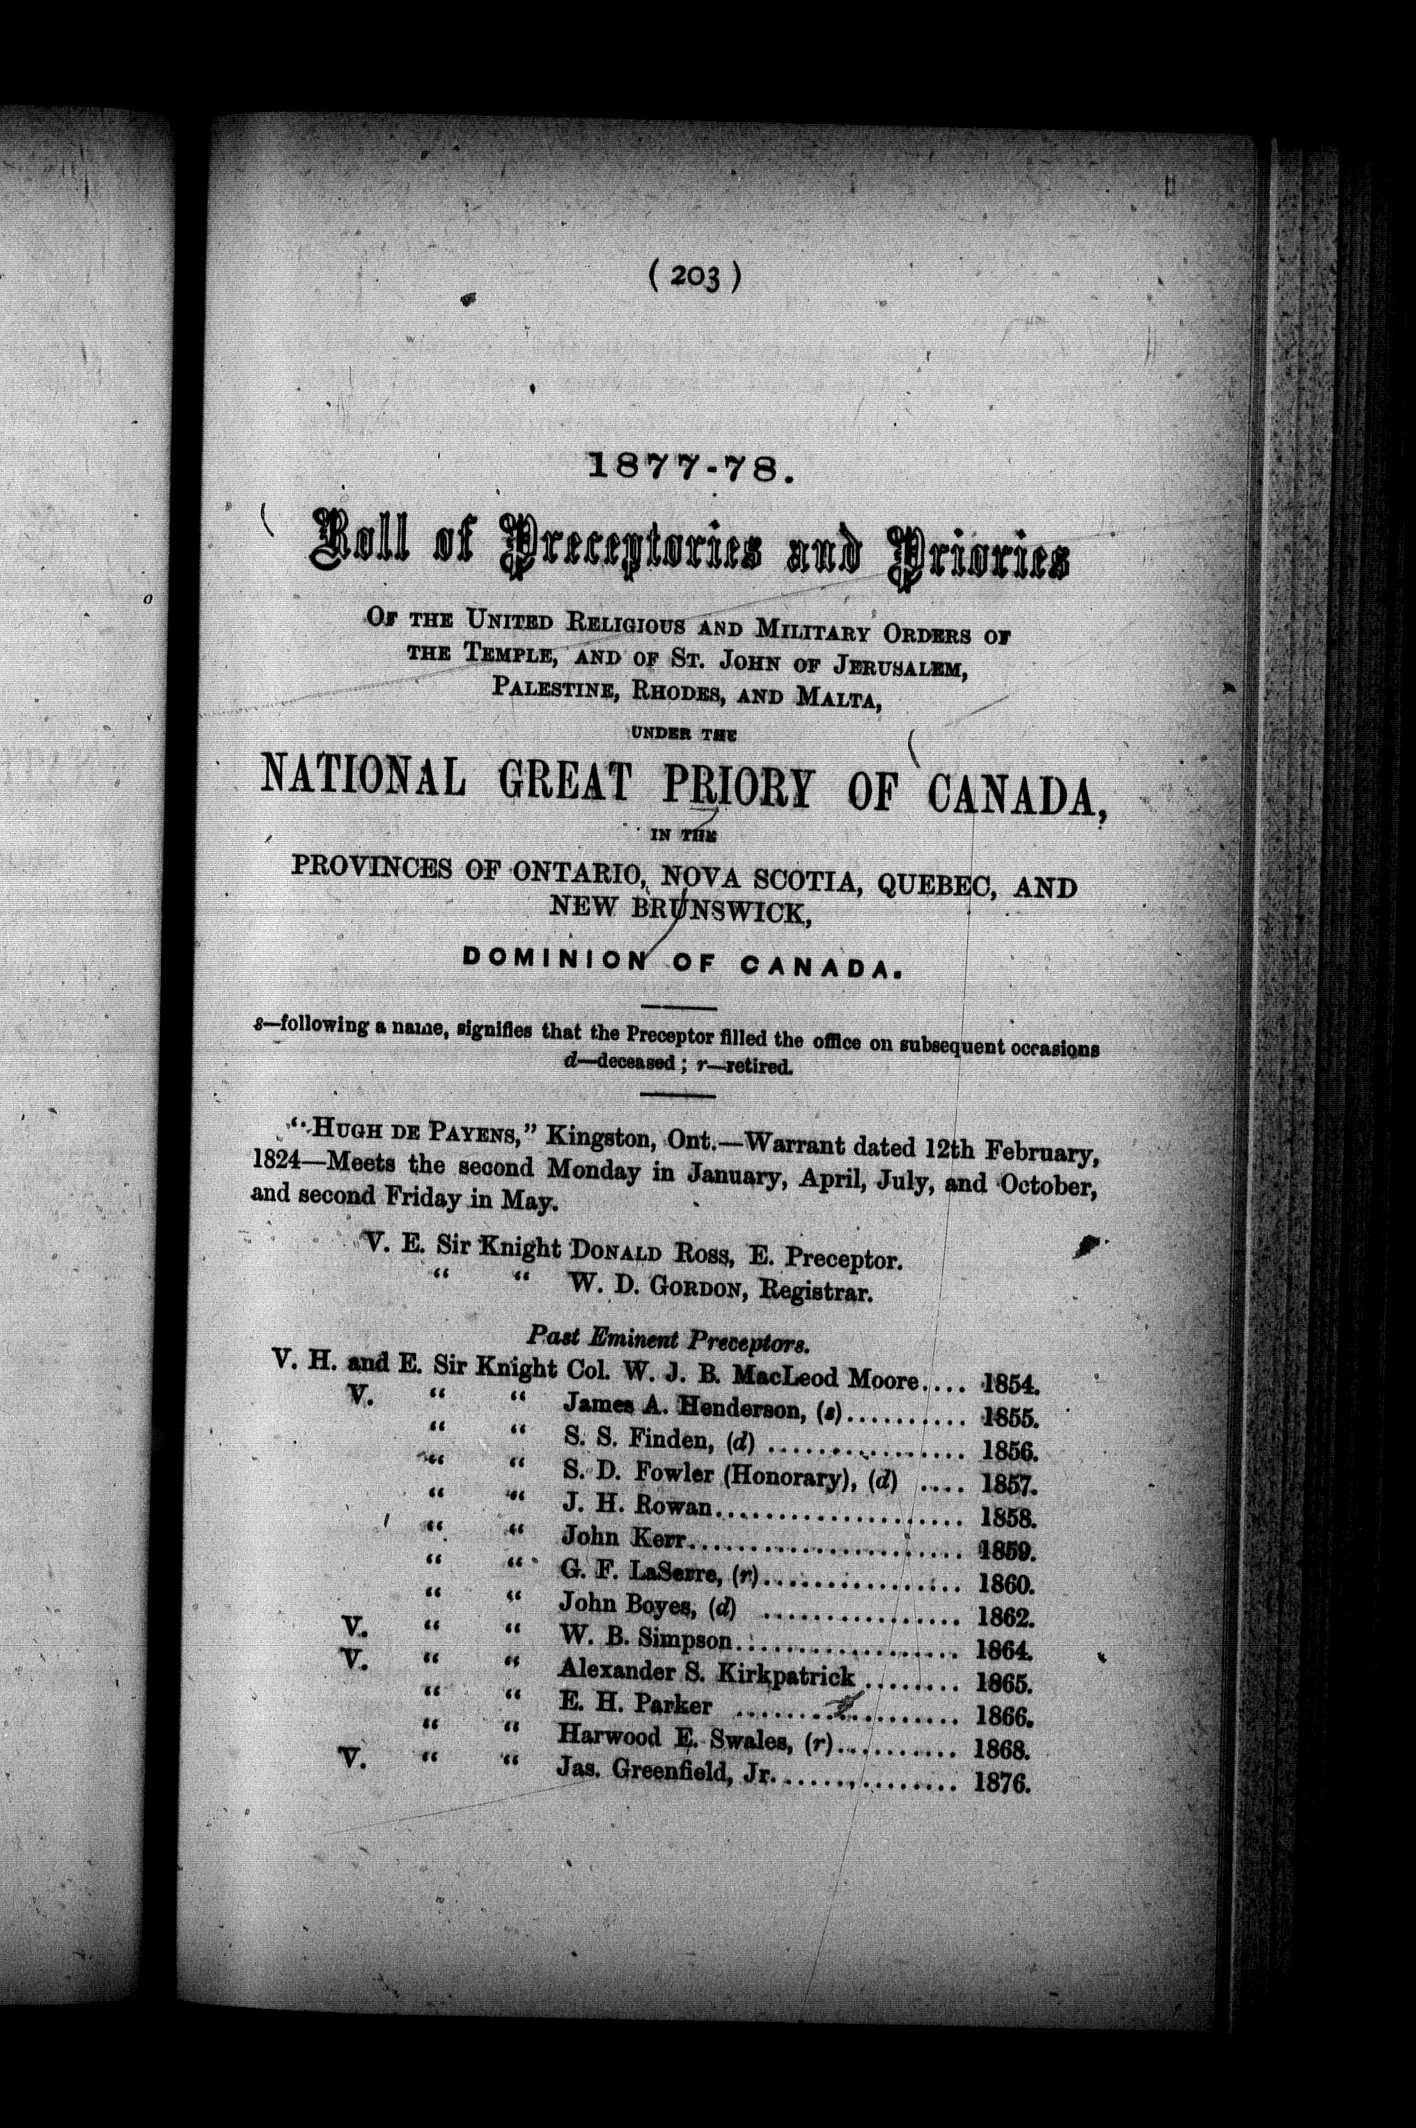 ( 203 )
1877-78.
Roll of Preceptories and Priories
OF THE UNITED RELIGIOUS AND MILITARY ORDERS OF
THE TEMPLE, AND OF ST. JOHN OF JERUSALEM,
PALESTINE, RHODES, AND MALTA,
UNDER THE
NATIONAL GREAT PRIORY OF CANADA,
IN THE
PROVINCES OF ONTARIO, NOVA SCOTIA, QUEBEC, AND
NEW BRUNSWICK,
DOMINION OF CANADA.
s—following a name, signifies that the Preceptor filled the office on subsequent occasions
d—deceased ; r—retired.
“HUGH DE PAYENS,” Kingston, Ont.—Warrant dated 12th February,
1824—Meets the second Monday in January, April, July, and October,
and second Friday in May.
V. E. Sir Knight DONALD ROSS, E. Preceptor.
“ “ W. D. GORDON, Registrar.
Past Eminent Preceptors.
V. H. and E. Sir Knight Col. W. J. B. MacLeod Moore.... 1854.
V. “ “ James A. Henderson, (s).......... 1855.
“ “ S. S. Finden, (d) ................. 1856.
“ “ S. D. Fowler (Honorary), (d) .... 1857.
“ “ J. H. Rowan..................... 1858.
“ “ John Kerr....................... 1859.
“ “ G. F. LaSerre, (r)................ 1860.
“ “ John Boyes, (d) ................ 1862.
V. “ “ W. B. Simpson................... 1864.
V. “ “ Alexander S. Kirkpatrick ........ 1865.
“ “ E. H. Parker ................... 1866.
“ “ Harwood E. Swales, (r)........... 1868.
V. “ “ Jas. Greenfield, Jr................ 1876.